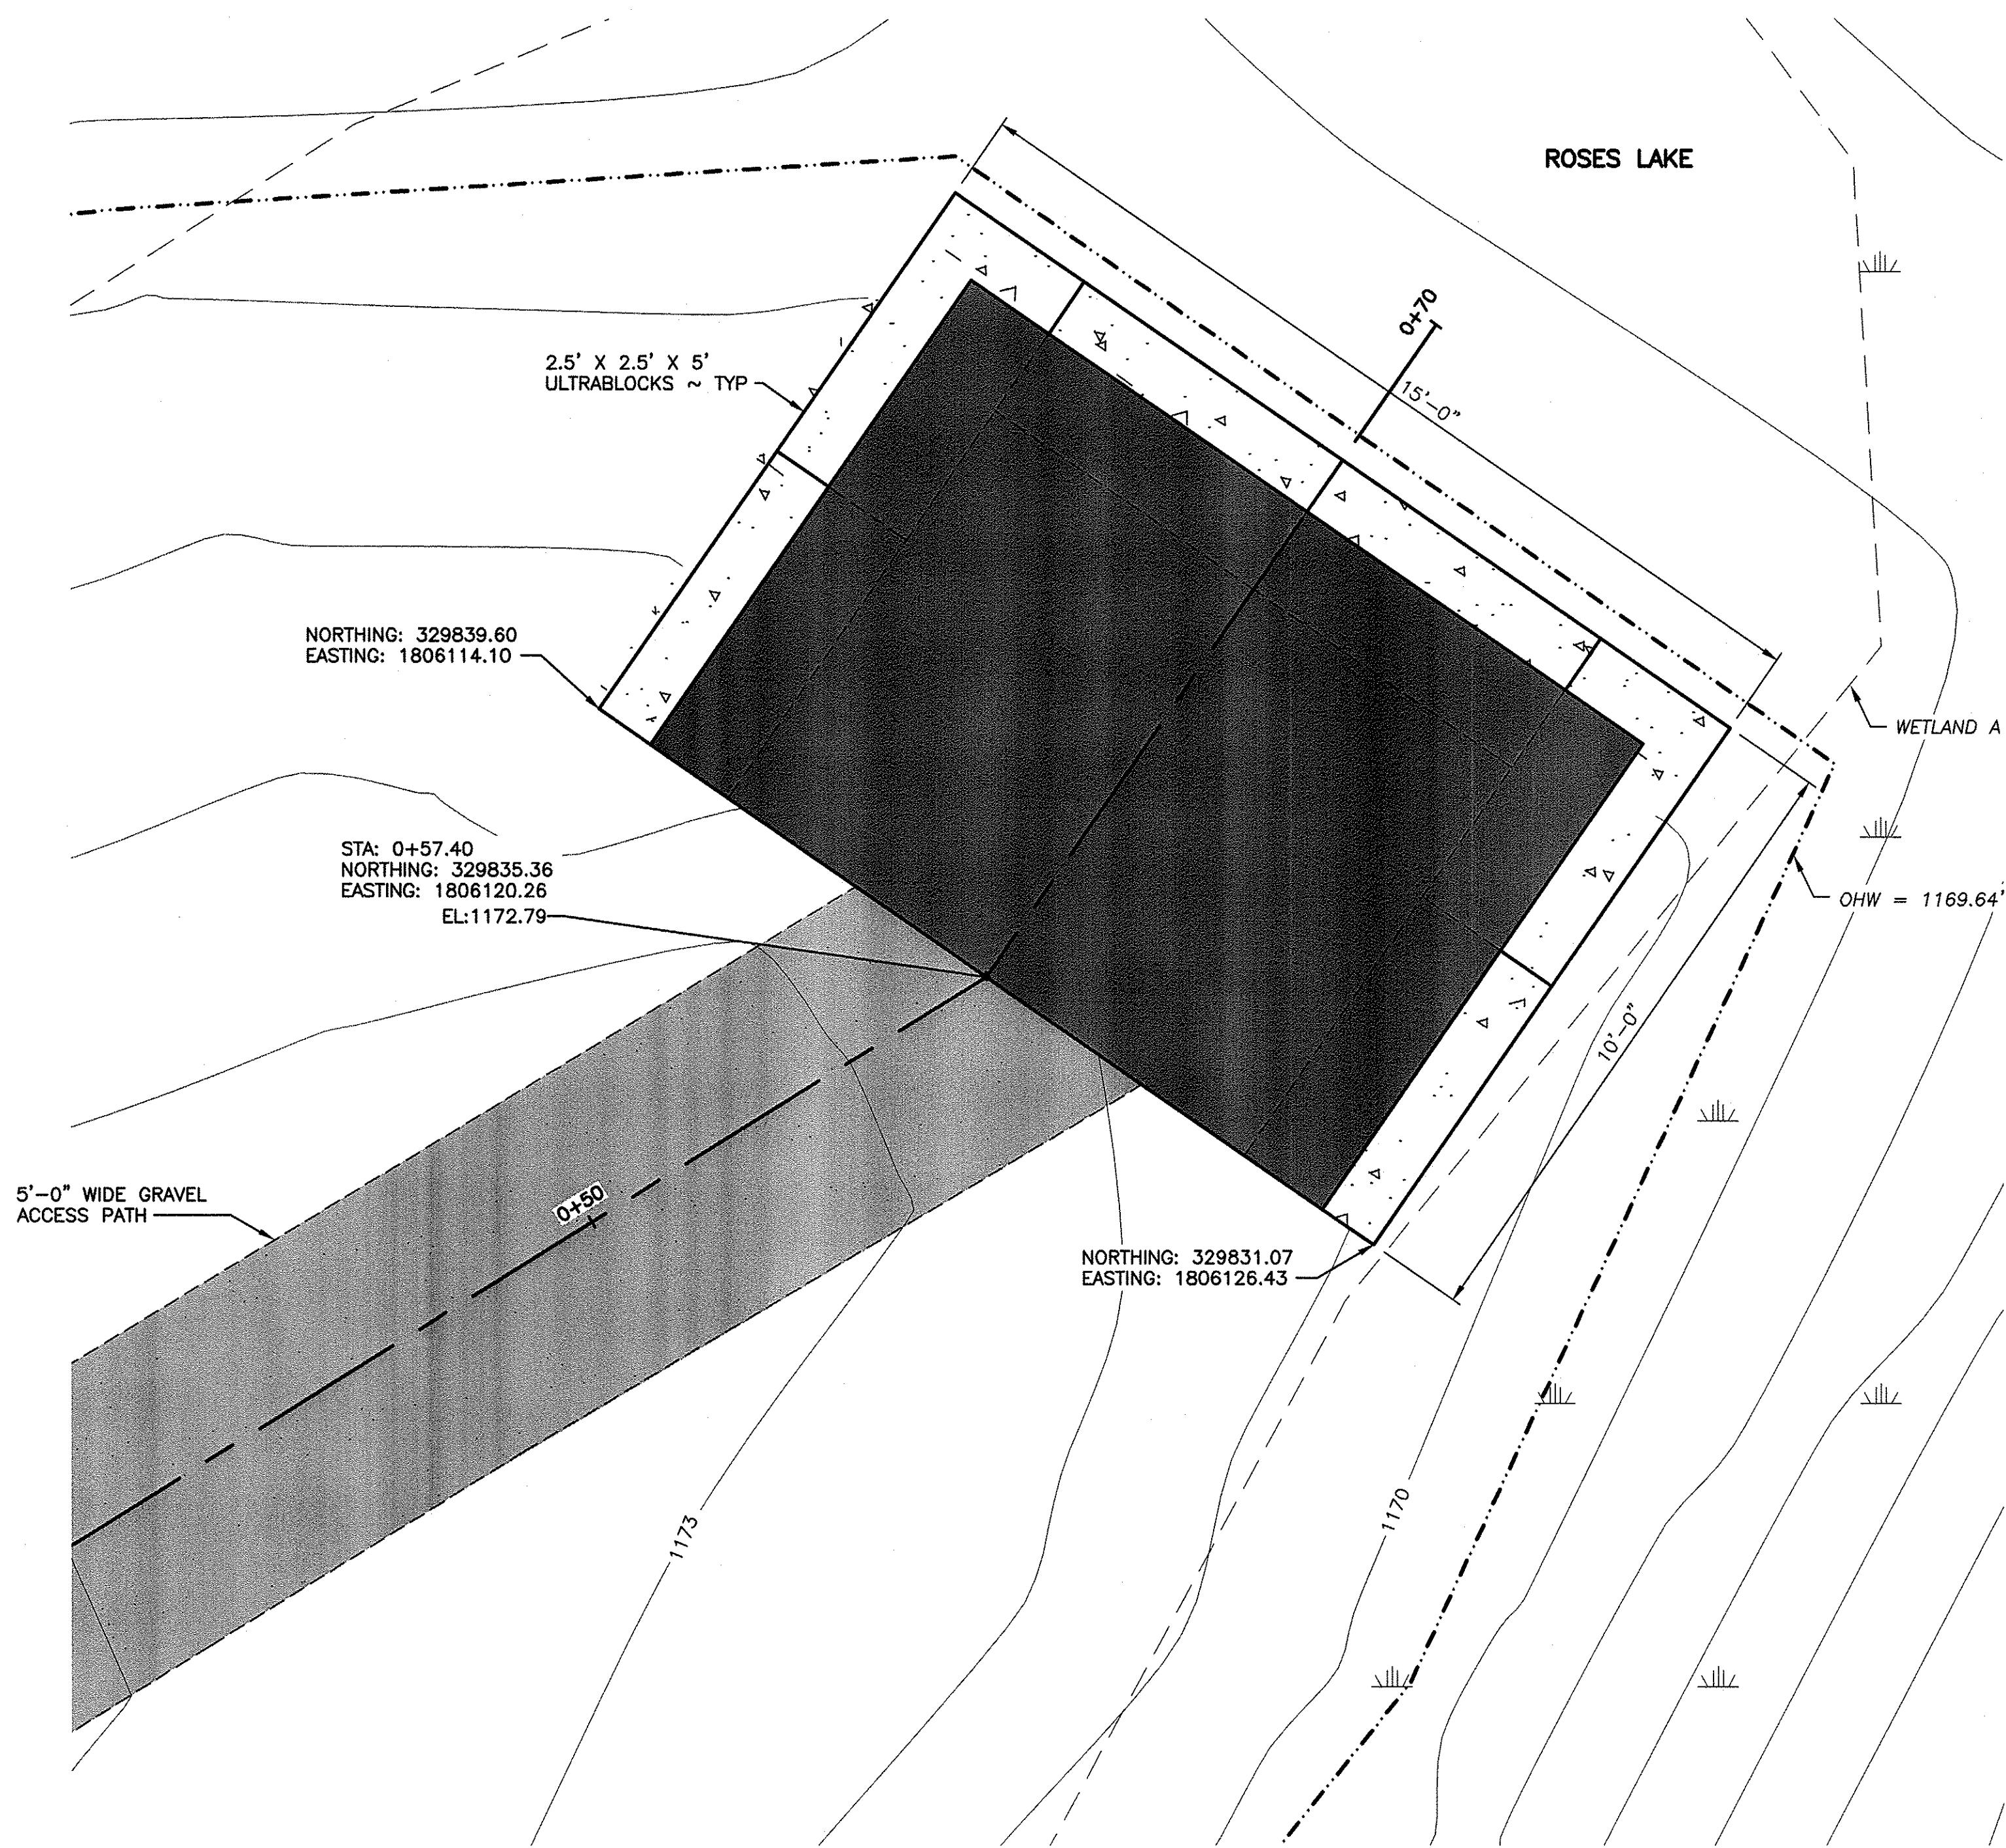 ROSES LAKE
0+70
15'-0"
2.5' X 2.5' X 5'
ULTRABLOCKS ~ TYP
NORTHING: 329839.60
EASTING: 1806114.10
WETLAND A
STA: 0+57.40
NORTHING: 329835.36
EASTING: 1806120.26
EL:1172.79
OHW = 1169.64'
10'-0"
5'-0" WIDE GRAVEL
ACCESS PATH
0+50
NORTHING: 329831.07
EASTING: 1806126.43
1173
1170